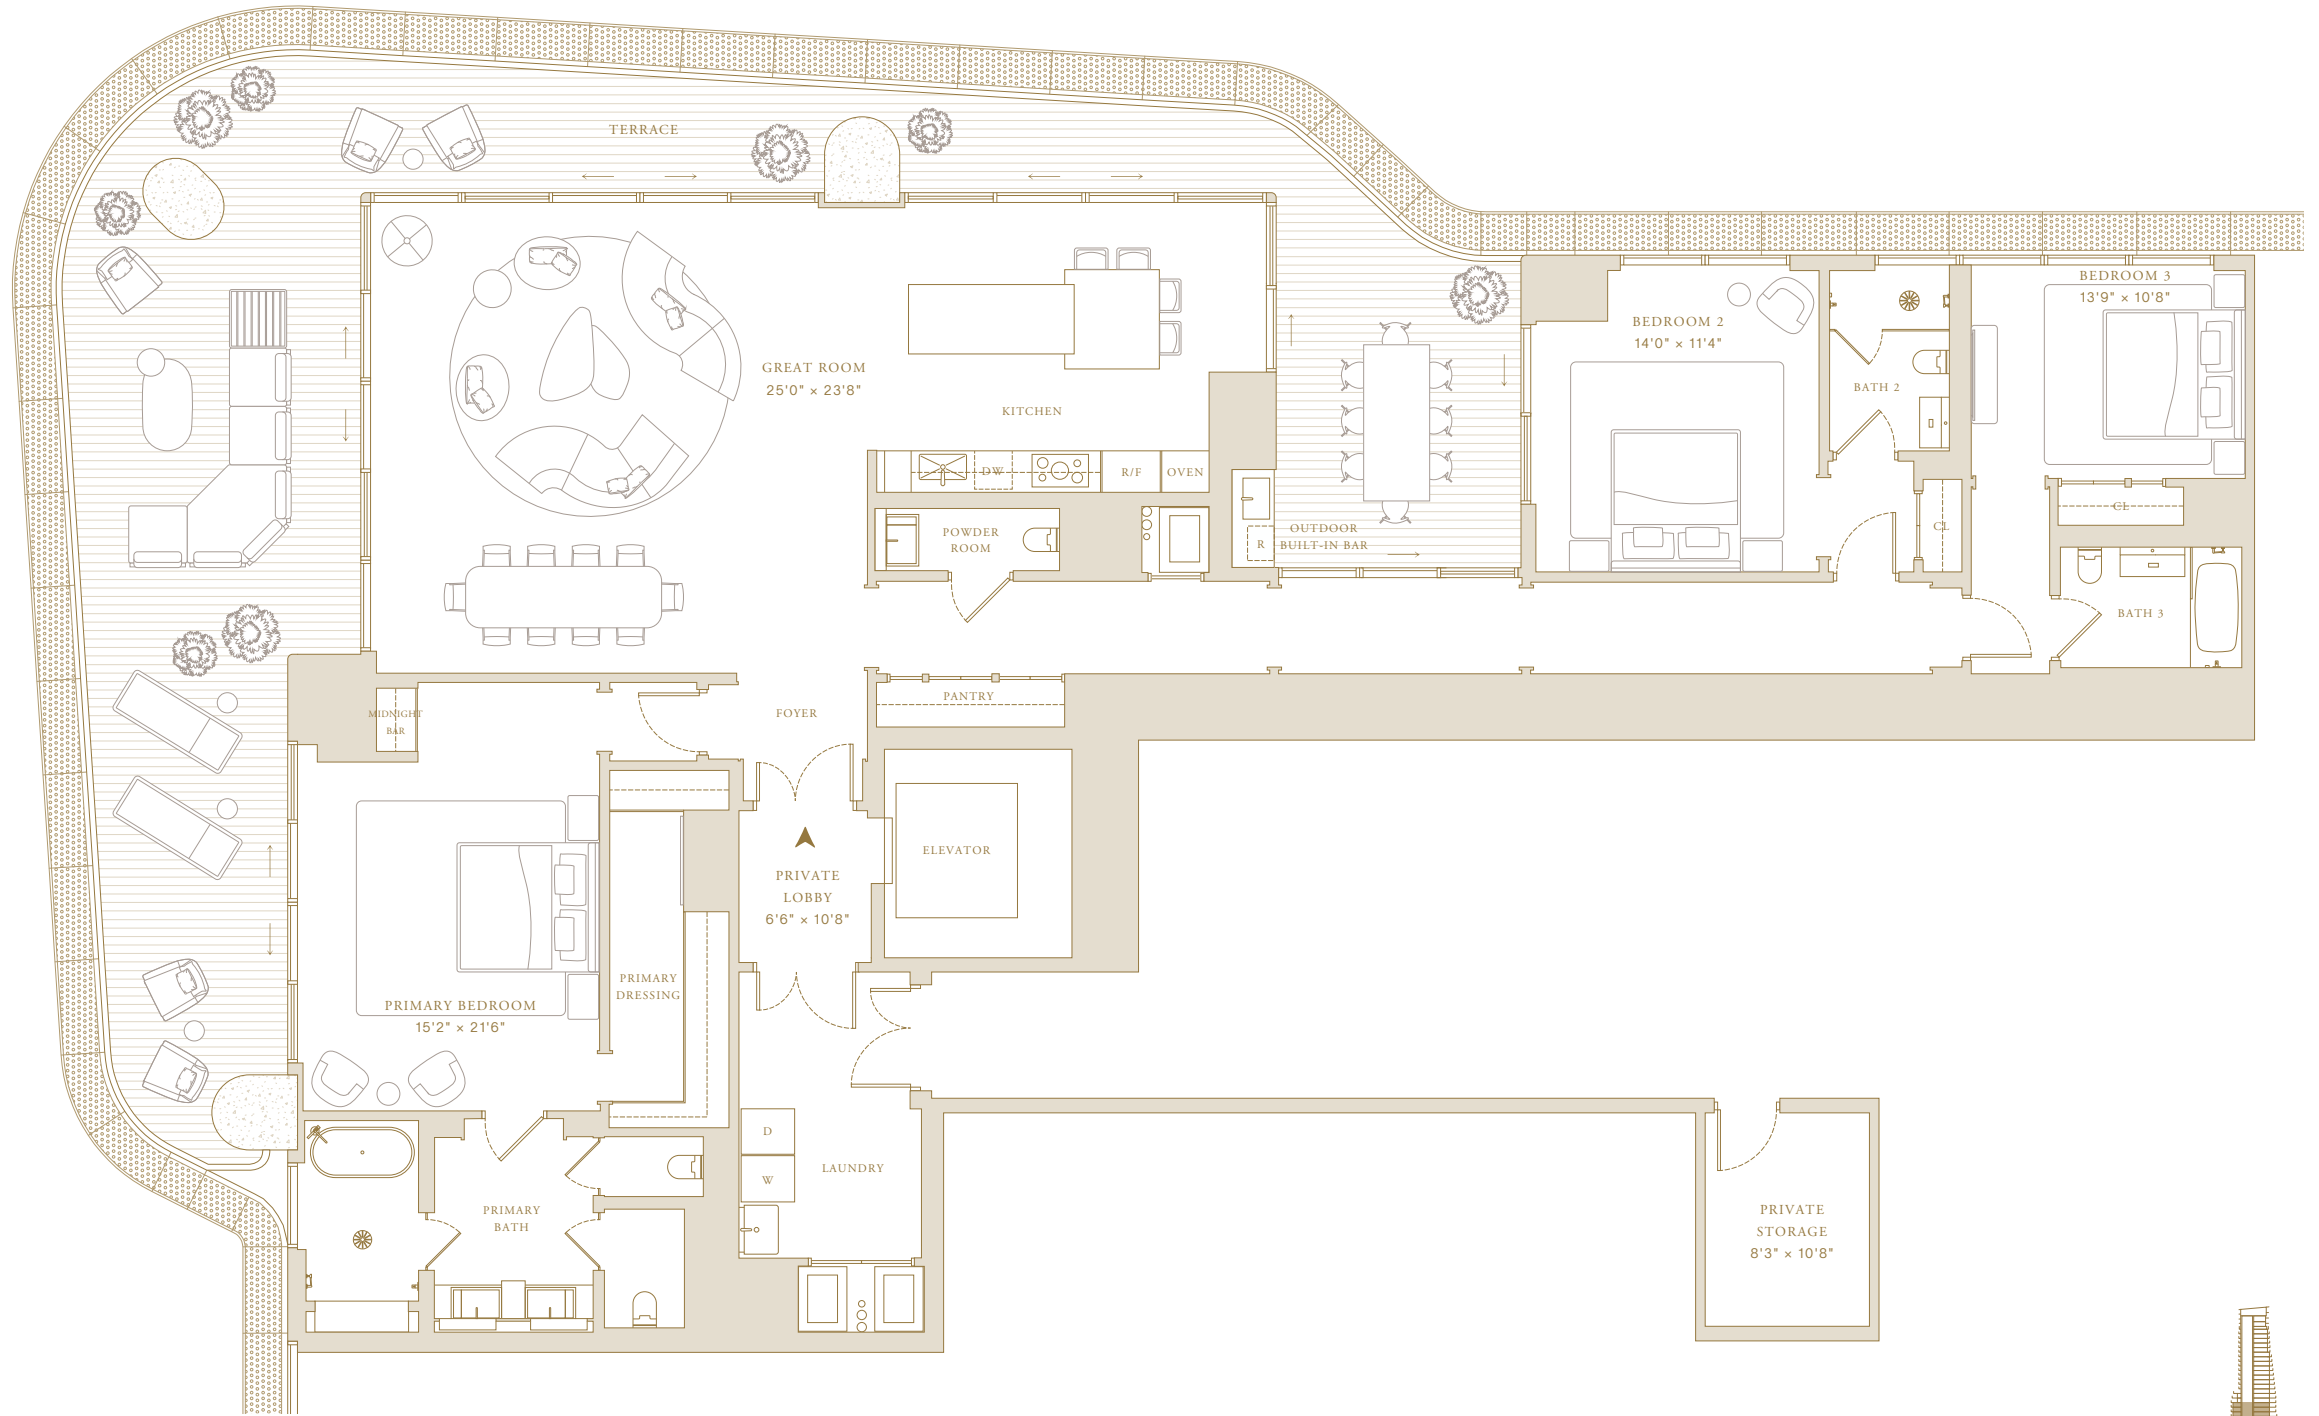 TERRACE
BEDROOM 3
13'9" × 10'8"
BEDROOM 2
14'0" × 11'4"
GREAT ROOM
25'0" × 23'8"
BATH 2
KITCHEN
DW
R/F
OVEN
CL
CL
POWDER
ROOM
OUTDOOR
BUILT-IN BAR
R
BATH 3
PANTRY
MIDNIGHT
BAR
FOYER
ELEVATOR
PRIVATE
LOBBY
6'6" × 10'8"
PRIMARY
DRESSING
PRIMARY BEDROOM
15'2" × 21'6"
D
W
LAUNDRY
PRIMARY
BATH
PRIVATE
STORAGE
8'3" × 10'8"